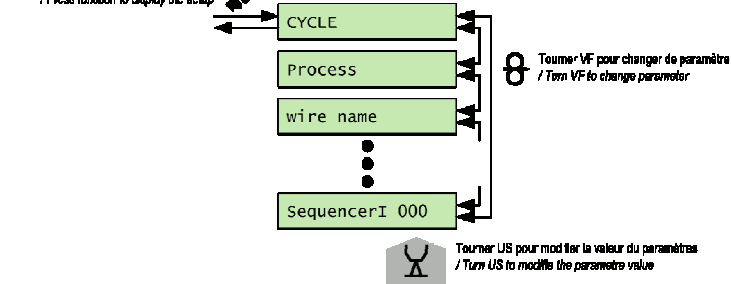 / Press function to display the setup
CYCLE
Process
wire name
Tourner VF pour changer de paramètre
/ Turn VF to change parameter
SequencerI 000
Tourner US pour modifier la valeur du paramètres
/ Turn US to modifie the parametre value